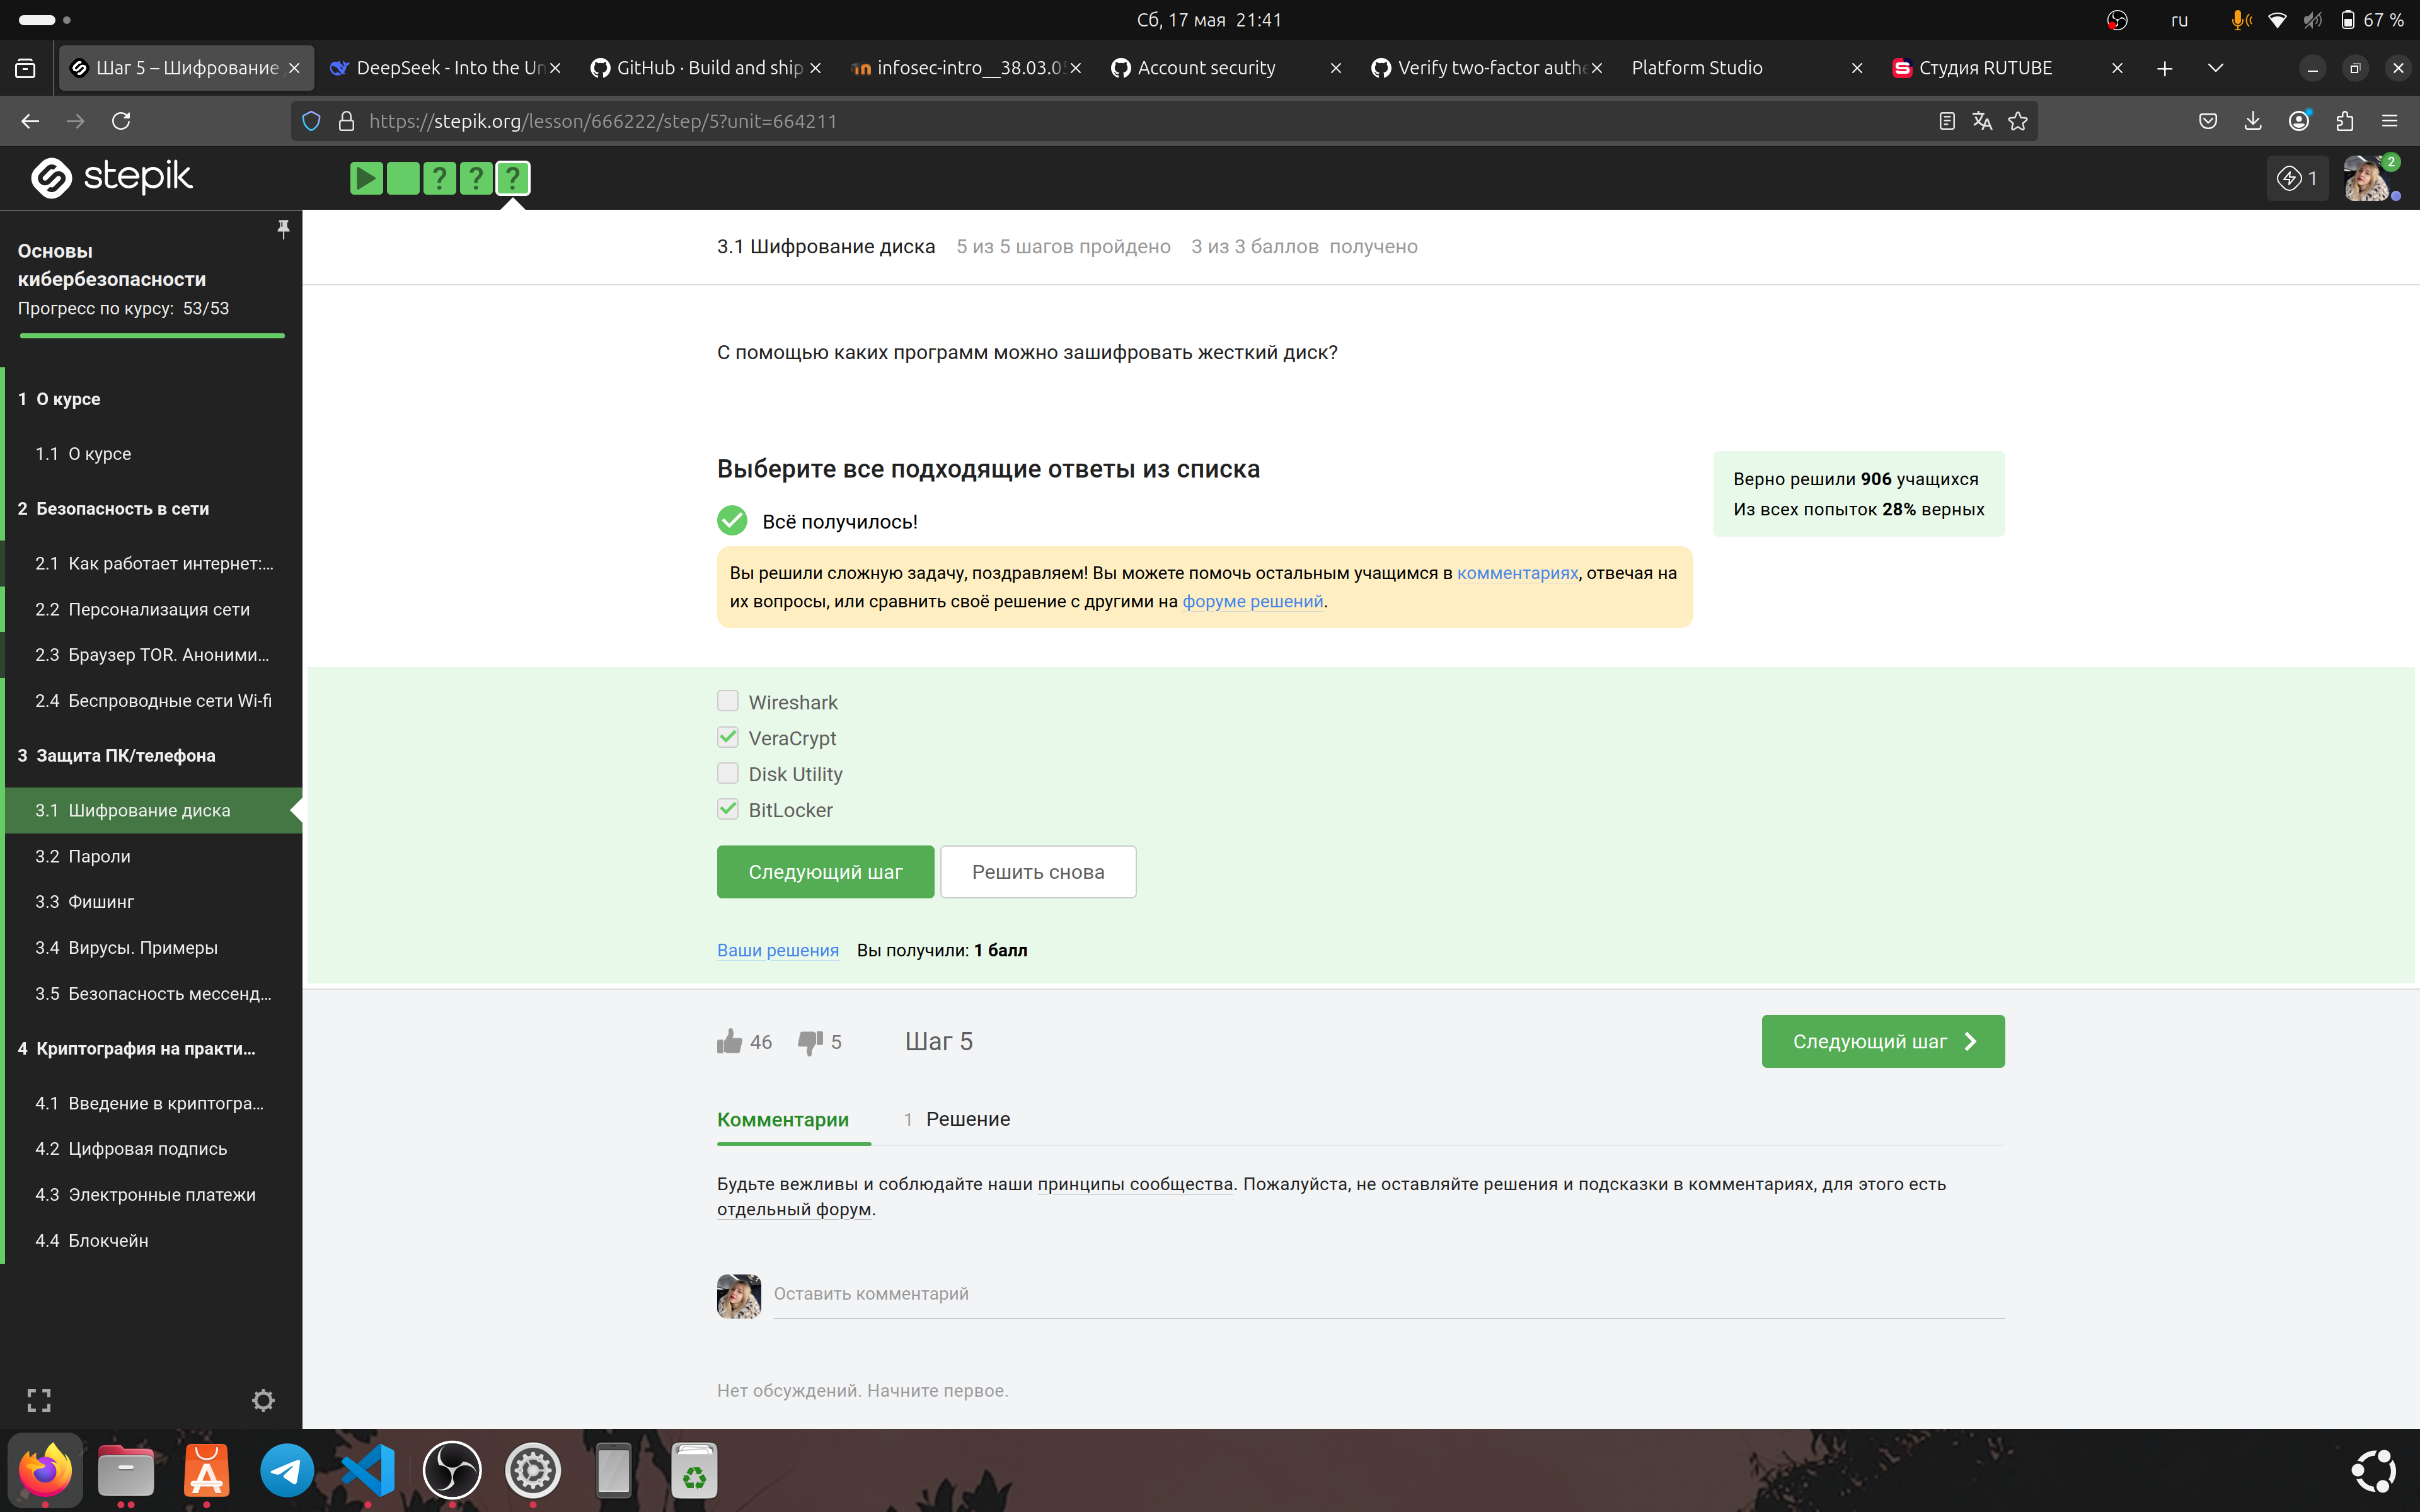 Сб, 17 мая 21:41
ru
67 %
Шаг 5 – Шифрование
DeepSeek - Into the Un
GitHub · Build and ship
infosec-intro__38.03.0
Account security
Verify two-factor authe
Platform Studio
Студия RUTUBE
https://stepik.org/lesson/666222/step/5?unit=664211
stepik
? ? ?
1
2
Основы
кибербезопасности
Прогресс по курсу: 53/53
1 О курсе
1.1 О курсе
2 Безопасность в сети
2.1 Как работает интернет:...
2.2 Персонализация сети
2.3 Браузер TOR. Аноними...
2.4 Беспроводные сети Wi-fi
3 Защита ПК/телефона
3.1 Шифрование диска
3.2 Пароли
3.3 Фишинг
3.4 Вирусы. Примеры
3.5 Безопасность мессенд...
4 Криптография на практи...
4.1 Введение в криптогра...
4.2 Цифровая подпись
4.3 Электронные платежи
4.4 Блокчейн
3.1 Шифрование диска 5 из 5 шагов пройдено 3 из 3 баллов получено
С помощью каких программ можно зашифровать жесткий диск?
Выберите все подходящие ответы из списка
Верно решили 906 учащихся
Из всех попыток 28% верных
Всё получилось!
Вы решили сложную задачу, поздравляем! Вы можете помочь остальным учащимся в комментариях, отвечая на
их вопросы, или сравнить своё решение с другими на форуме решений.
Wireshark
VeraCrypt
Disk Utility
BitLocker
Следующий шаг
Решить снова
Ваши решения Вы получили: 1 балл
46 5 Шаг 5
Следующий шаг
Комментарии
1 Решение
Будьте вежливы и соблюдайте наши принципы сообщества. Пожалуйста, не оставляйте решения и подсказки в комментариях, для этого есть
отдельный форум.
Оставить комментарий
Нет обсуждений. Начните первое.